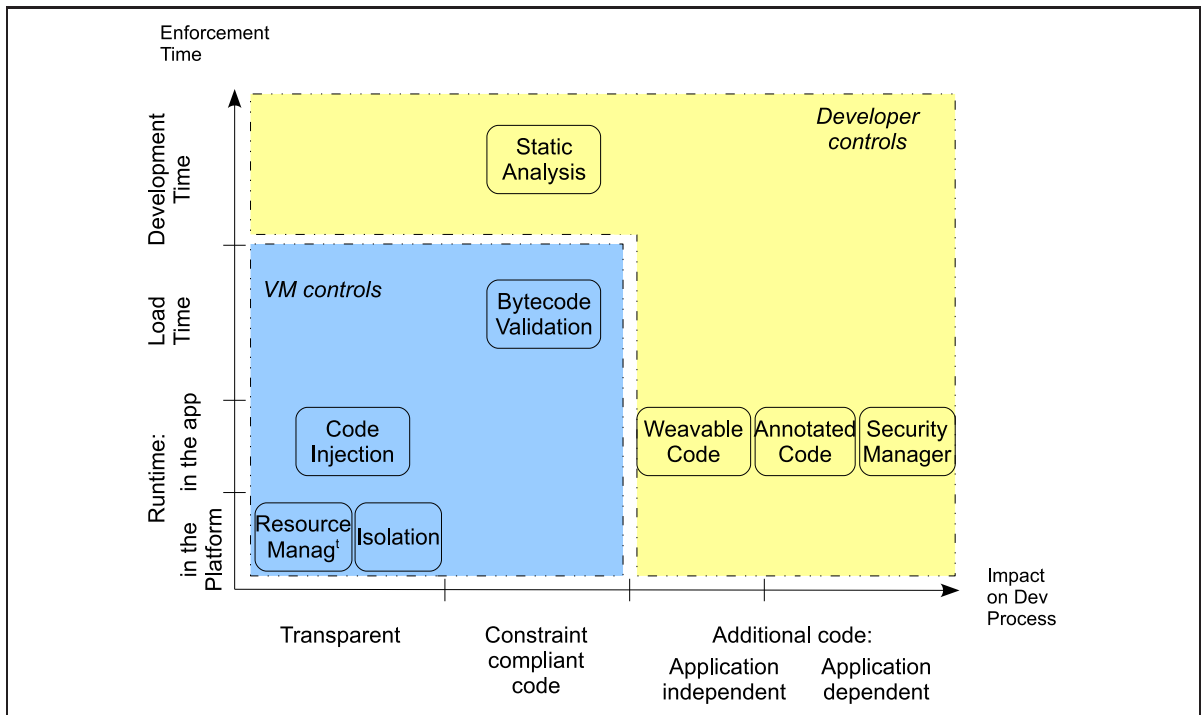 Enforcement
Time
Developer
controls
Development
Time
Static
Analysis
VM controls
Load
Time
Bytecode
Validation
Runtime:
in the app
Code
Injection
Weavable
Code
Annotated
Code
Security
Manager
in the
Platform
Resource
Managᵗ
Isolation
Impact
on Dev
Process
Transparent
Constraint
compliant
code
Additional code:
Application
independent
Application
dependent